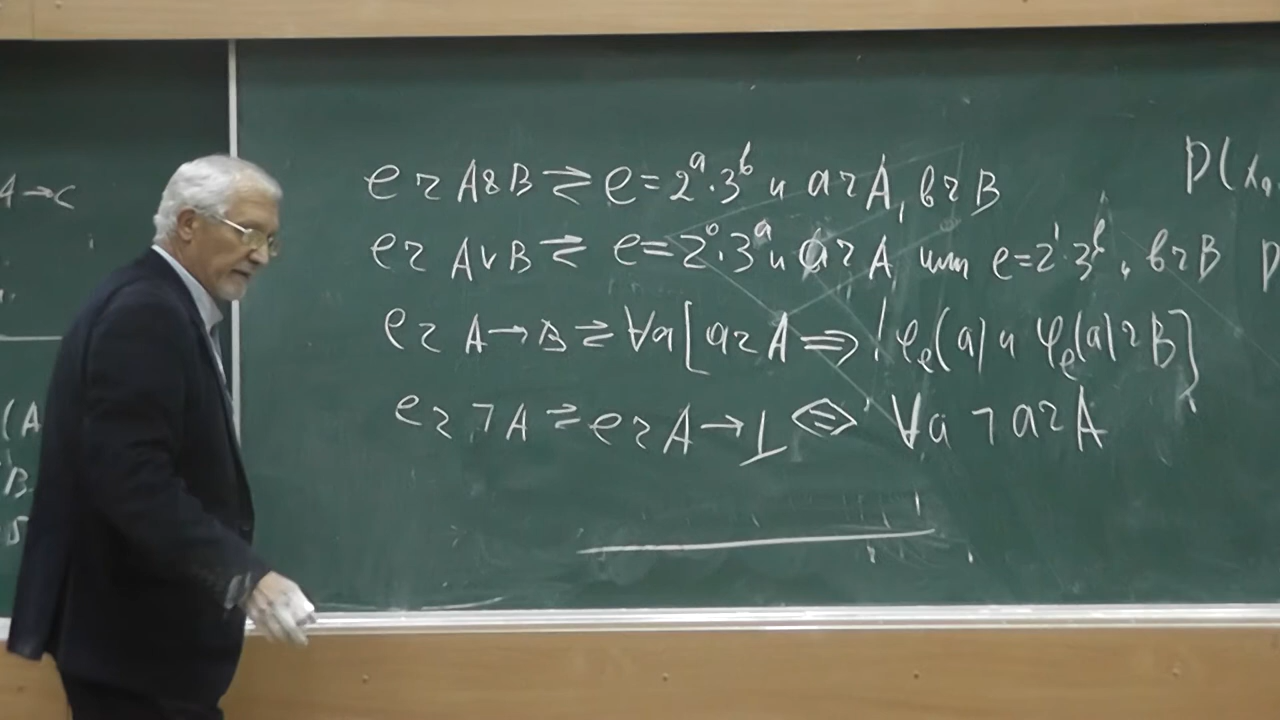 A → C
e r A & B ⇌ e = 2^a · 3^b и a r A, b r B
e r A ∨ B ⇌ e = 2^0 · 3^a и a r A или e = 2^1 · 3^b, b r B
e r A → B ⇌ ∀a [a r A ⇒ !φ_e(a) и φ_e(a) r B]
e r ¬A ⇌ e r A → ⊥ ⇔ ∀a ¬ a r A
(A
B
P(x
P